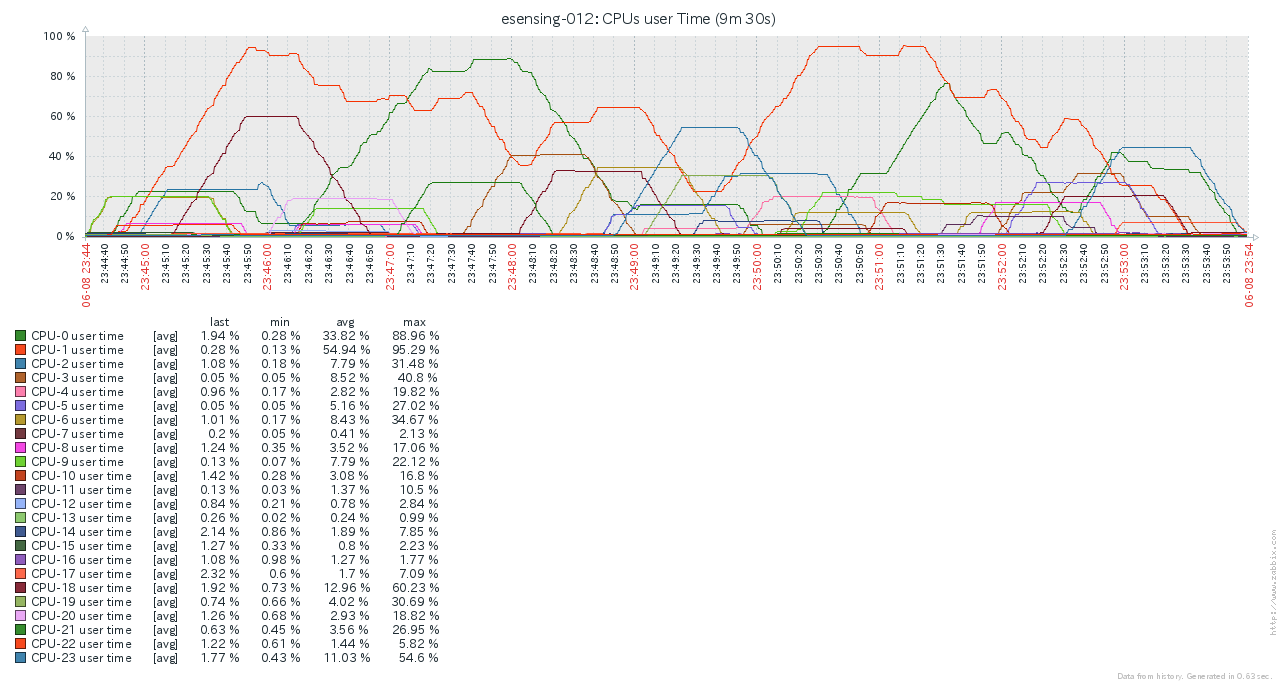 esensing-012: CPUs user Time (9m 30s)
100 %
80 %
60 %
40 %
20 %
0 %
06-08 23:44
23:44:40
23:44:50
23:45:00
23:45:10
23:45:20
23:45:30
23:45:40
23:45:50
23:46:00
23:46:10
23:46:20
23:46:30
23:46:40
23:46:50
23:47:00
23:47:10
23:47:20
23:47:30
23:47:40
23:47:50
23:48:00
23:48:10
23:48:20
23:48:30
23:48:40
23:48:50
23:49:00
23:49:10
23:49:20
23:49:30
23:49:40
23:49:50
23:50:00
23:50:10
23:50:20
23:50:30
23:50:40
23:50:50
23:51:00
23:51:10
23:51:20
23:51:30
23:51:40
23:51:50
23:52:00
23:52:10
23:52:20
23:52:30
23:52:40
23:52:50
23:53:00
23:53:10
23:53:20
23:53:30
23:53:40
23:53:50
06-08 23:54
last min avg max
CPU-0 user time [avg] 1.94 % 0.28 % 33.82 % 88.96 %
CPU-1 user time [avg] 0.28 % 0.13 % 54.94 % 95.29 %
CPU-2 user time [avg] 1.08 % 0.18 % 7.79 % 31.48 %
CPU-3 user time [avg] 0.05 % 0.05 % 8.52 % 40.8 %
CPU-4 user time [avg] 0.96 % 0.17 % 2.82 % 19.82 %
CPU-5 user time [avg] 0.05 % 0.05 % 5.16 % 27.02 %
CPU-6 user time [avg] 1.01 % 0.17 % 8.43 % 34.67 %
CPU-7 user time [avg] 0.2 % 0.05 % 0.41 % 2.13 %
CPU-8 user time [avg] 1.24 % 0.35 % 3.52 % 17.06 %
CPU-9 user time [avg] 0.13 % 0.07 % 7.79 % 22.12 %
CPU-10 user time [avg] 1.42 % 0.28 % 3.08 % 16.8 %
CPU-11 user time [avg] 0.13 % 0.03 % 1.37 % 10.5 %
CPU-12 user time [avg] 0.84 % 0.21 % 0.78 % 2.84 %
CPU-13 user time [avg] 0.26 % 0.02 % 0.24 % 0.99 %
CPU-14 user time [avg] 2.14 % 0.86 % 1.89 % 7.85 %
CPU-15 user time [avg] 1.27 % 0.33 % 0.8 % 2.23 %
CPU-16 user time [avg] 1.08 % 0.98 % 1.27 % 1.77 %
CPU-17 user time [avg] 2.32 % 0.6 % 1.7 % 7.09 %
CPU-18 user time [avg] 1.92 % 0.73 % 12.96 % 60.23 %
CPU-19 user time [avg] 0.74 % 0.66 % 4.02 % 30.69 %
CPU-20 user time [avg] 1.26 % 0.68 % 2.93 % 18.82 %
CPU-21 user time [avg] 0.63 % 0.45 % 3.56 % 26.95 %
CPU-22 user time [avg] 1.22 % 0.61 % 1.44 % 5.82 %
CPU-23 user time [avg] 1.77 % 0.43 % 11.03 % 54.6 %
http://www.zabbix.com
Data from history. Generated in 0.63 sec.